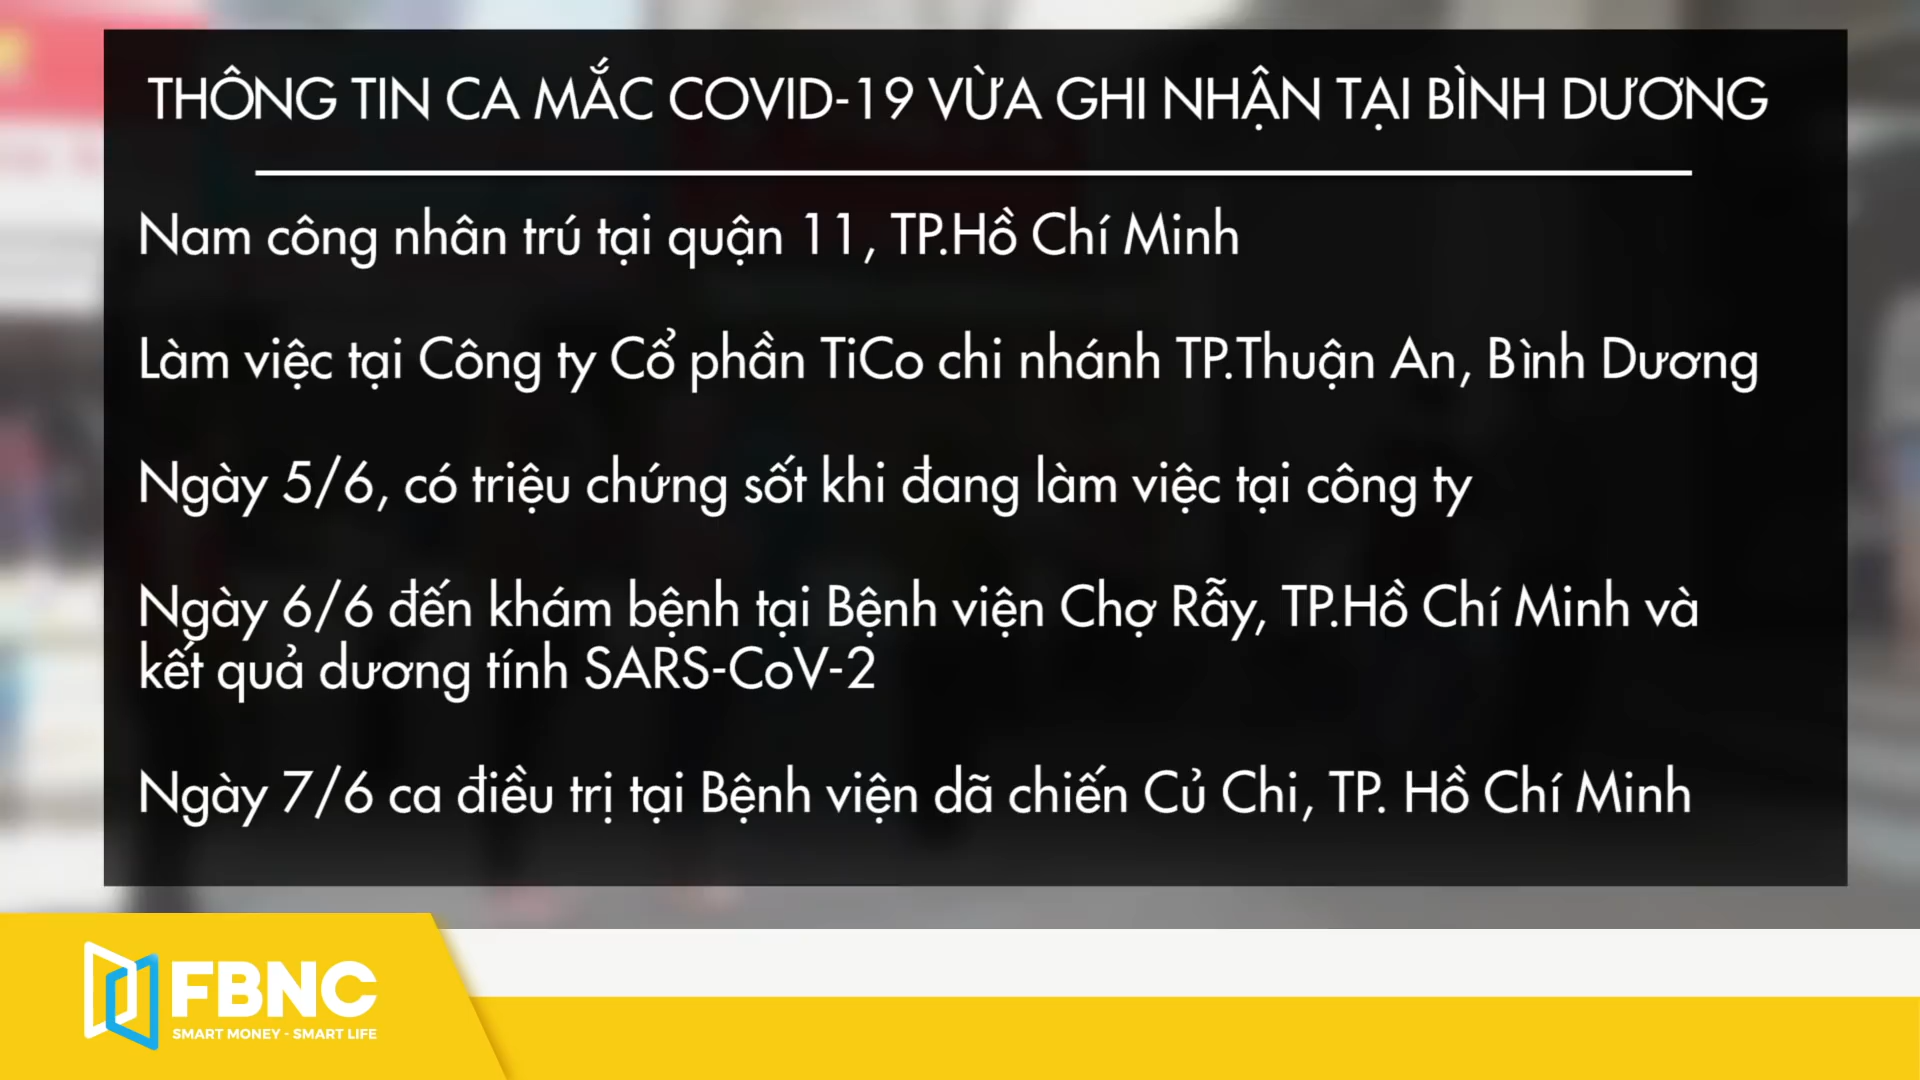 THÔNG TIN CA MẮC COVID-19 VỪA GHI NHẬN TẠI BÌNH DƯƠNG
Nam công nhân trú tại quận 11, TP.Hồ Chí Minh
Làm việc tại Công ty Cổ phần TiCo chi nhánh TP.Thuận An, Bình Dương
Ngày 5/6, có triệu chứng sốt khi đang làm việc tại công ty
Ngày 6/6 đến khám bệnh tại Bệnh viện Chợ Rẫy, TP.Hồ Chí Minh và
kết quả dương tính SARS-CoV-2
Ngày 7/6 ca điều trị tại Bệnh viện dã chiến Củ Chi, TP. Hồ Chí Minh
FBNC
SMART MONEY - SMART LIFE